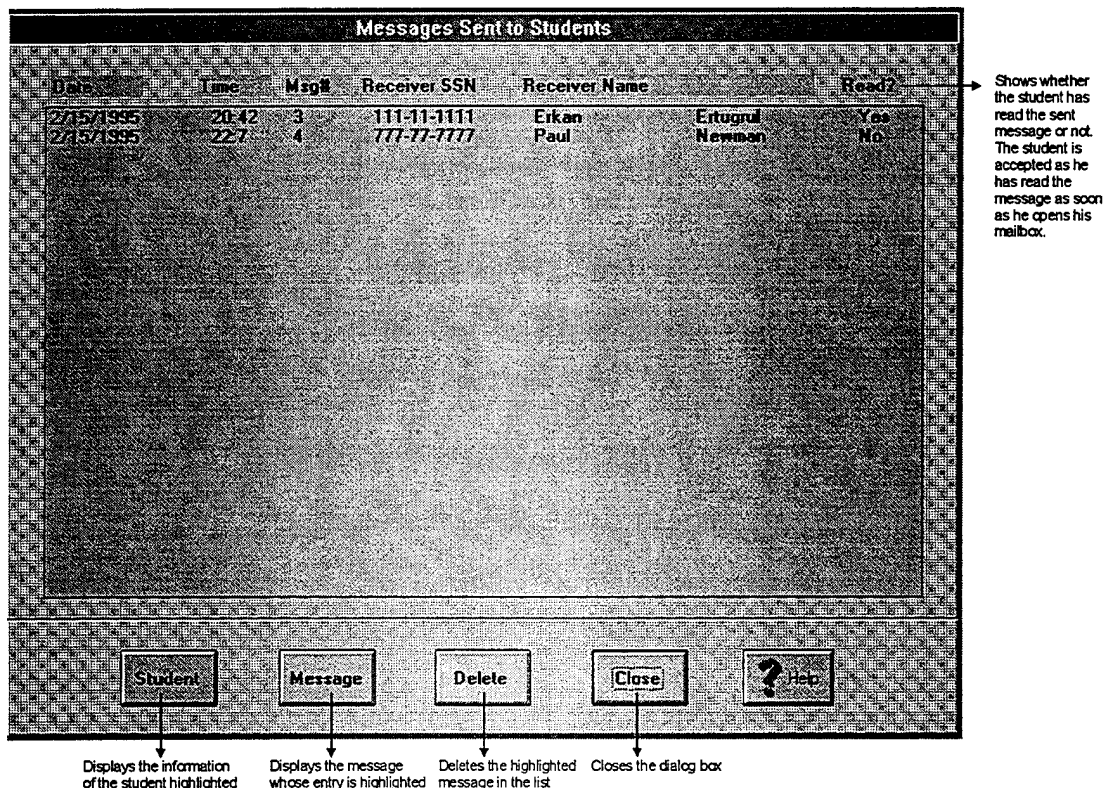 Messages Sent to Students
Date Time Msg# Receiver SSN Receiver Name Read?
2/15/1995 20:42 3 111-11-1111 Erkan Ertugrul Yes
2/15/1995 22:7 4 777-77-7777 Paul Newman No
Shows whether
the student has
read the sent
message or not.
The student is
accepted as he
has read the
message as soon
as he opens his
mailbox.
Student Message Delete Close ? Help
Displays the information Displays the message Deletes the highlighted Closes the dialog box
of the student highlighted whose entry is highlighted message in the list